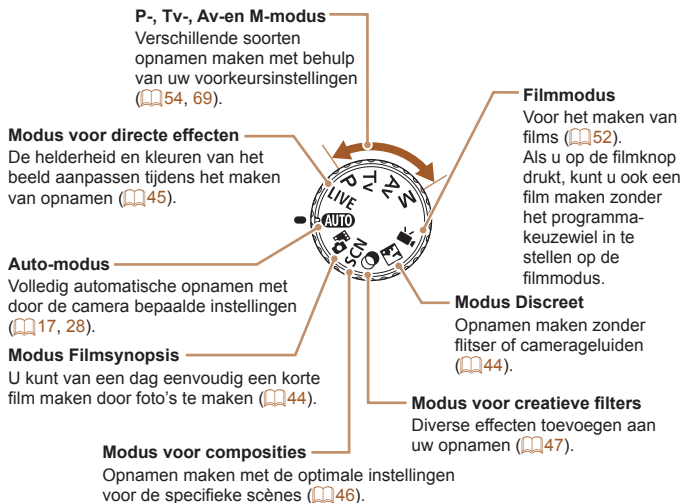 P-, Tv-, Av-en M-modus
Verschillende soorten
opnamen maken met behulp
van uw voorkeursinstellingen
(54, 69).
Filmmodus
Voor het maken van
films (52).
Als u op de filmknop
drukt, kunt u ook een
film maken zonder
het programma-
keuzewiel in te
stellen op de
filmmodus.
Modus voor directe effecten
De helderheid en kleuren van het
beeld aanpassen tijdens het maken
van opnamen (45).
P
Tv
Av
M
LIVE
AUTO
SCN
Auto-modus
Volledig automatische opnamen met
door de camera bepaalde instellingen
(17, 28).
Modus Discreet
Opnamen maken zonder
flitser of camerageluiden
(44).
Modus Filmsynopsis
U kunt van een dag eenvoudig een korte
film maken door foto's te maken (44).
Modus voor creatieve filters
Diverse effecten toevoegen aan
uw opnamen (47).
Modus voor composities
Opnamen maken met de optimale instellingen
voor de specifieke scènes (46).